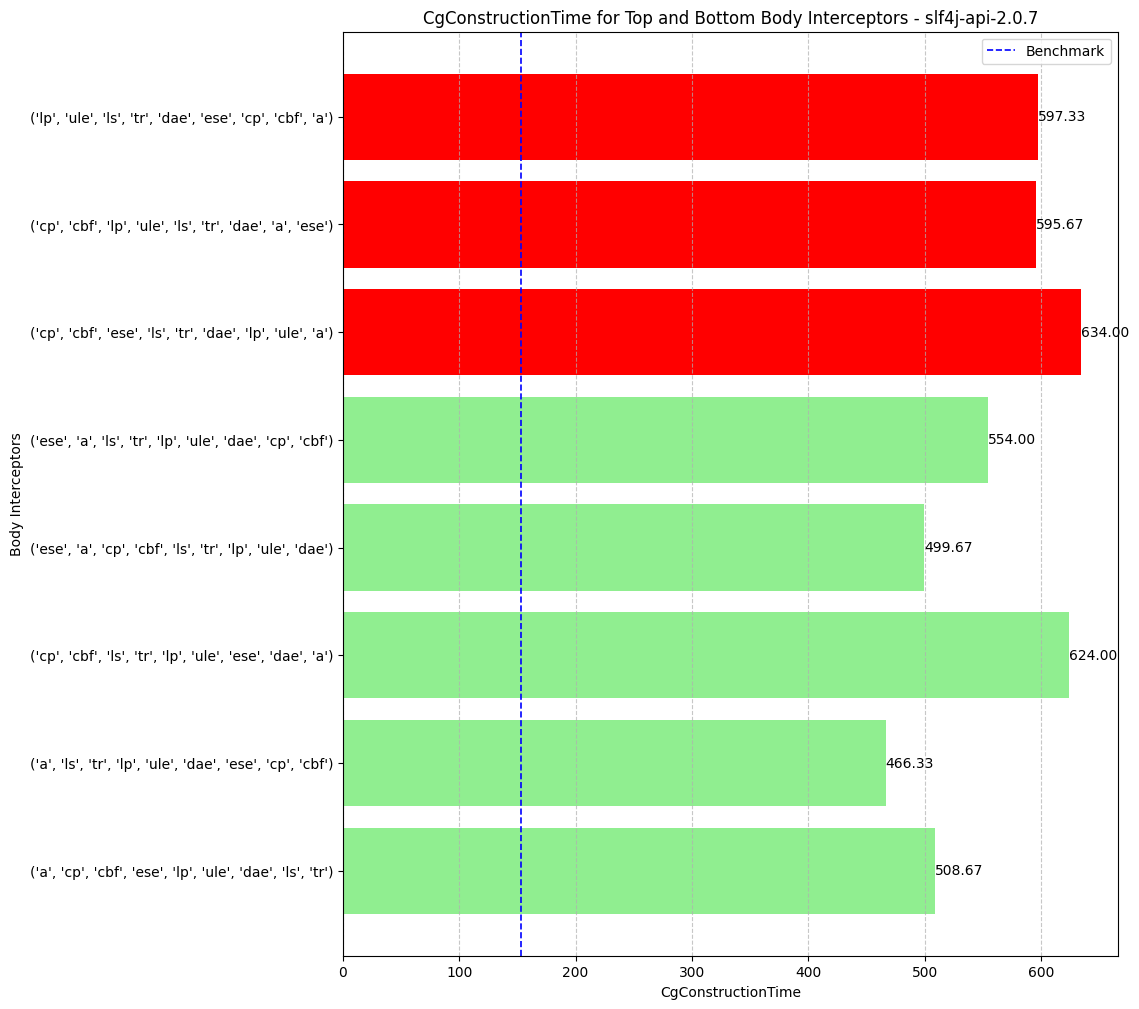 CgConstructionTime for Top and Bottom Body Interceptors - slf4j-api-2.0.7
Benchmark
('lp', 'ule', 'ls', 'tr', 'dae', 'ese', 'cp', 'cbf', 'a')
597.33
('cp', 'cbf', 'lp', 'ule', 'ls', 'tr', 'dae', 'a', 'ese')
595.67
('cp', 'cbf', 'ese', 'ls', 'tr', 'dae', 'lp', 'ule', 'a')
634.00
('ese', 'a', 'ls', 'tr', 'lp', 'ule', 'dae', 'cp', 'cbf')
554.00
('ese', 'a', 'cp', 'cbf', 'ls', 'tr', 'lp', 'ule', 'dae')
499.67
('cp', 'cbf', 'ls', 'tr', 'lp', 'ule', 'ese', 'dae', 'a')
624.00
('a', 'ls', 'tr', 'lp', 'ule', 'dae', 'ese', 'cp', 'cbf')
466.33
('a', 'cp', 'cbf', 'ese', 'lp', 'ule', 'dae', 'ls', 'tr')
508.67
Body Interceptors
0 100 200 300 400 500 600
CgConstructionTime